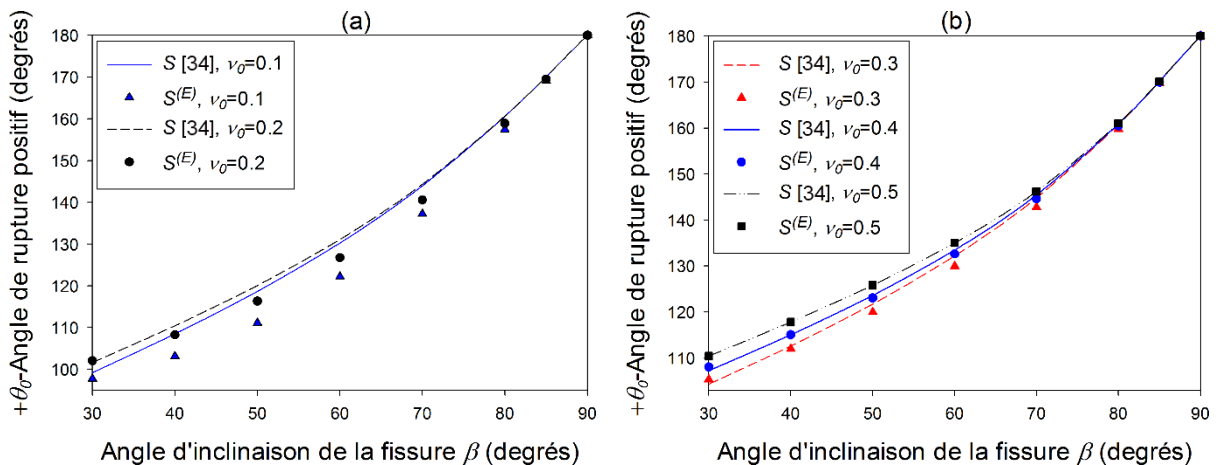 (a)
+θ₀-Angle de rupture positif (degrés)
180
170
160
150
140
130
120
110
100
S [34], ν₀=0.1
S⁽ᴱ⁾, ν₀=0.1
S [34], ν₀=0.2
S⁽ᴱ⁾, ν₀=0.2
30 40 50 60 70 80 90
Angle d'inclinaison de la fissure β (degrés)
(b)
+θ₀-Angle de rupture positif (degrés)
180
170
160
150
140
130
120
110
S [34], ν₀=0.3
S⁽ᴱ⁾, ν₀=0.3
S [34], ν₀=0.4
S⁽ᴱ⁾, ν₀=0.4
S [34], ν₀=0.5
S⁽ᴱ⁾, ν₀=0.5
30 40 50 60 70 80 90
Angle d'inclinaison de la fissure β (degrés)